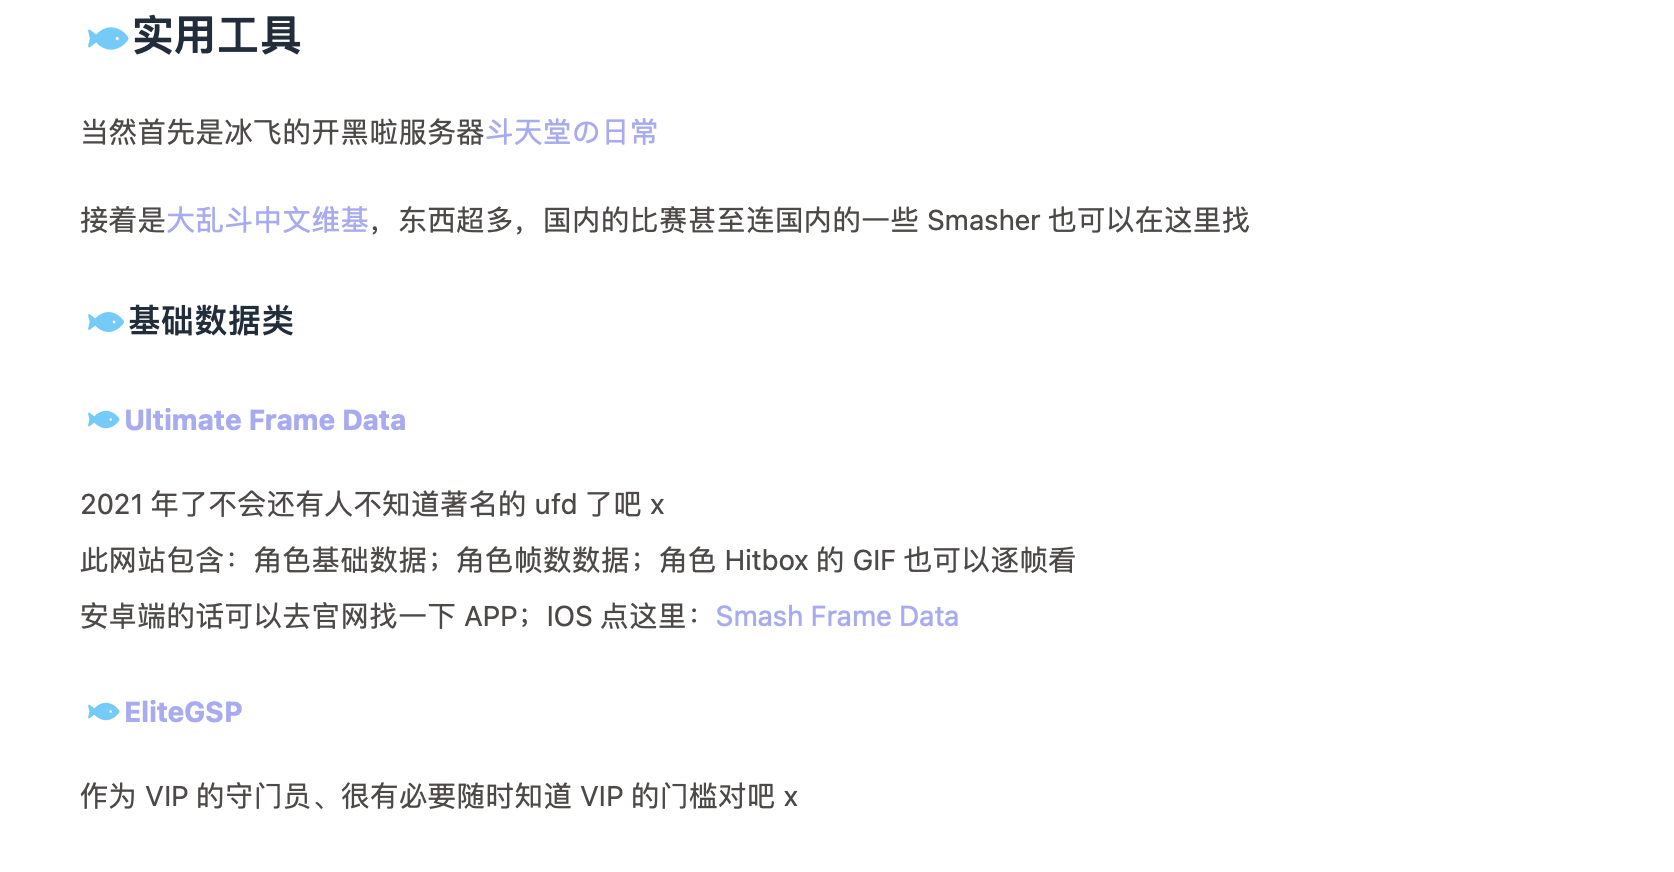 实用工具
当然首先是冰飞的开黑啦服务器斗天堂の日常
接着是大乱斗中文维基，东西超多，国内的比赛甚至连国内的一些 Smasher 也可以在这里找
基础数据类
Ultimate Frame Data
2021 年了不会还有人不知道著名的 ufd 了吧 x
此网站包含：角色基础数据；角色帧数数据；角色 Hitbox 的 GIF 也可以逐帧看
安卓端的话可以去官网找一下 APP；IOS 点这里：Smash Frame Data
EliteGSP
作为 VIP 的守门员、很有必要随时知道 VIP 的门槛对吧 x